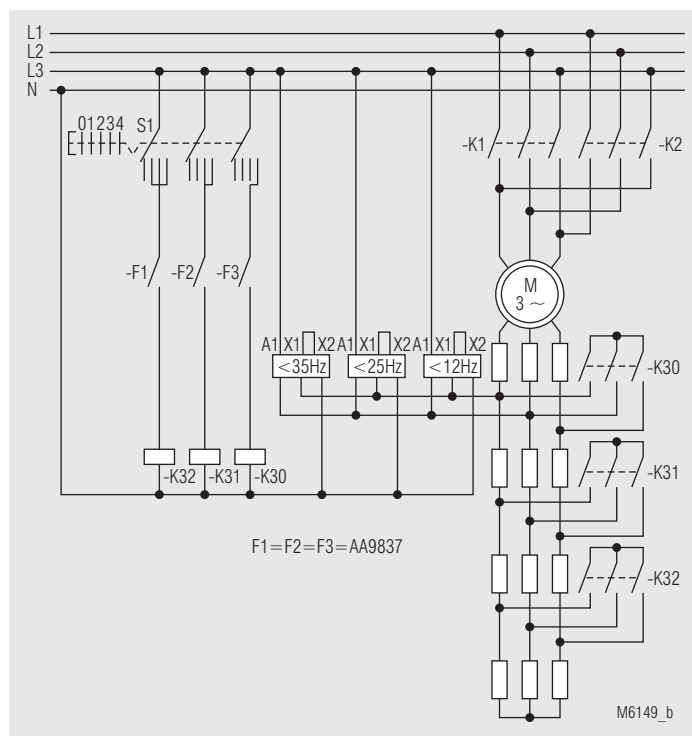 L1
L2
L3
N
01234 S1
-K1 -K2
-F1 -F2 -F3
M
3 ~
A1 X1 X2 A1 X1 X2 A1 X1 X2
<35Hz <25Hz <12Hz
-K30
-K32 -K31 -K30
-K31
F1=F2=F3=AA9837
-K32
M6149_b